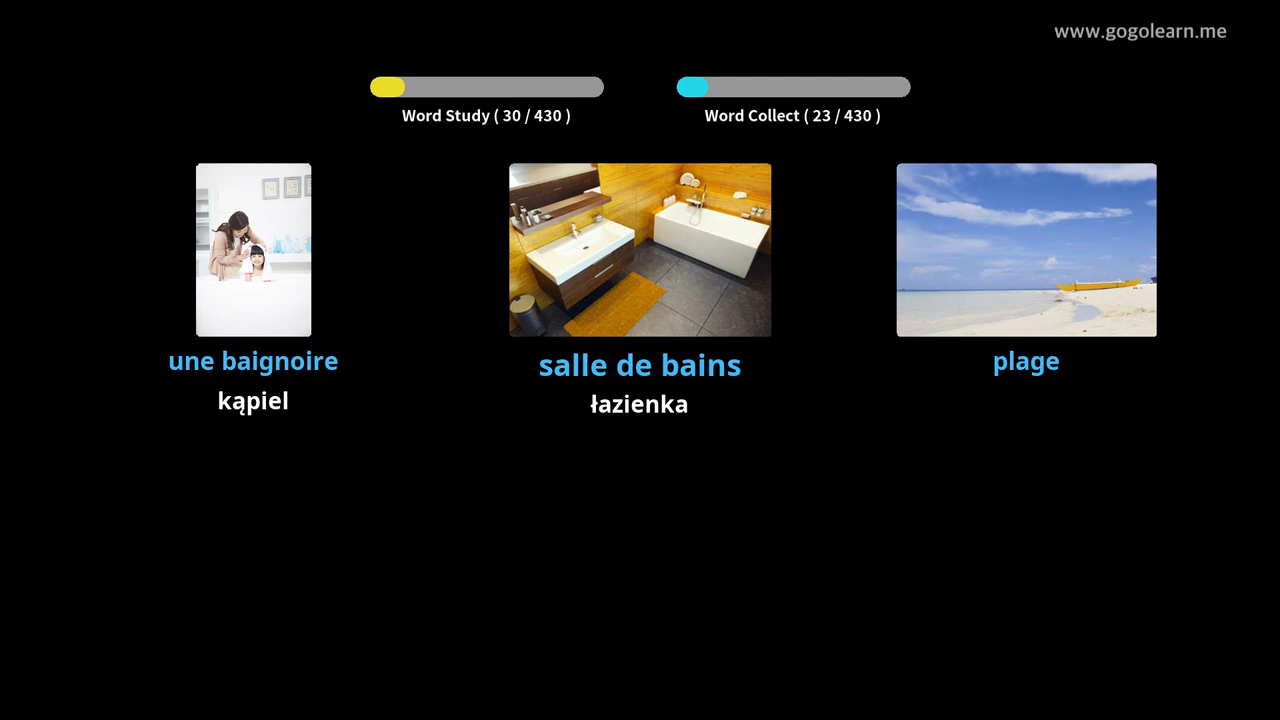 www.gogolearn.me
Word Study ( 30 / 430 )
Word Collect ( 23 / 430 )
une baignoire
kąpiel
salle de bains
łazienka
plage